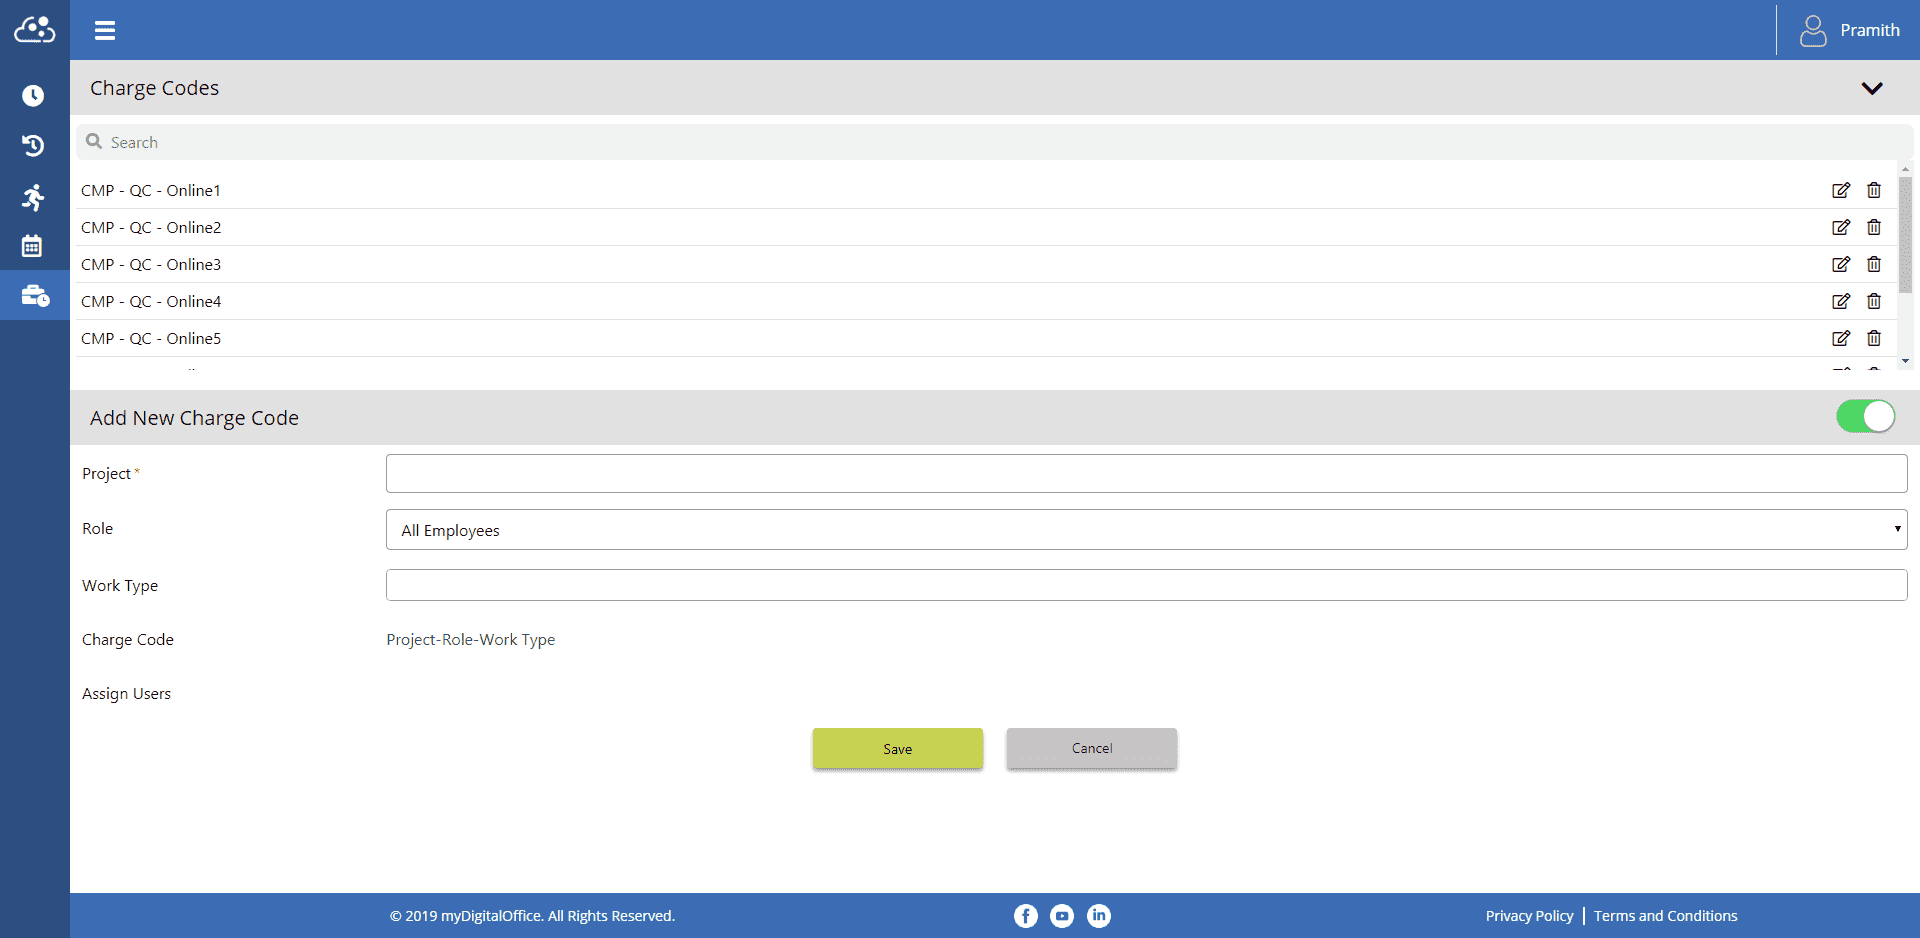 Pramith
Charge Codes
Search
CMP - QC - Online1
CMP - QC - Online2
CMP - QC - Online3
CMP - QC - Online4
CMP - QC - Online5
Add New Charge Code
Project *
Role
All Employees
Work Type
Charge Code
Project-Role-Work Type
Assign Users
Save
Cancel
© 2019 myDigitalOffice. All Rights Reserved.
Privacy Policy | Terms and Conditions